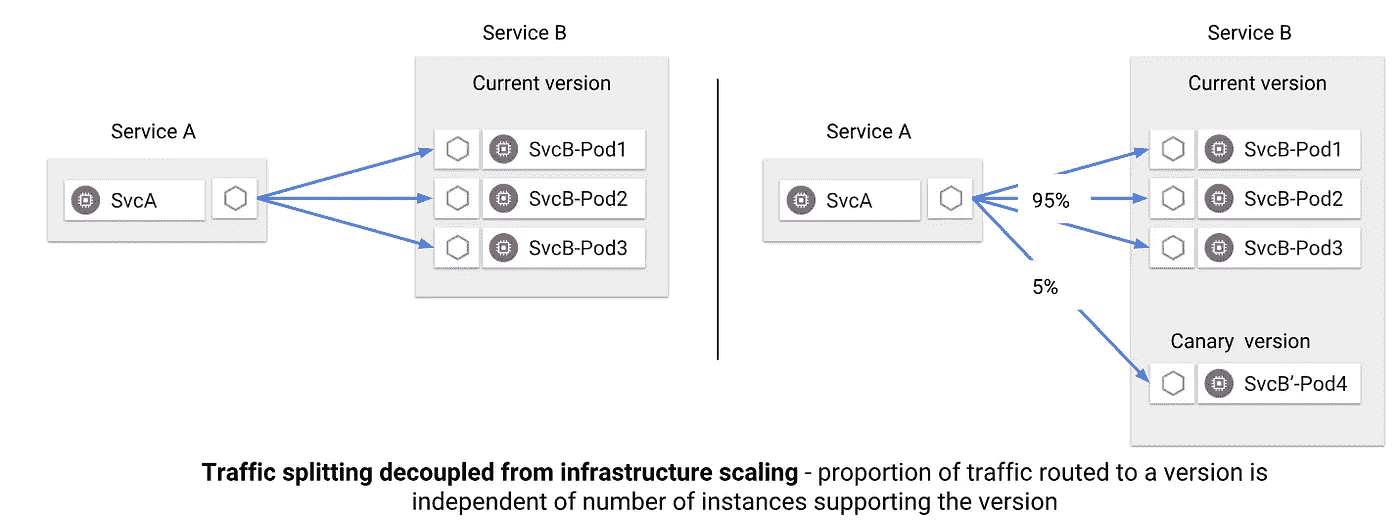 Service B
Current version
Service A
SvcA
SvcB-Pod1
SvcB-Pod2
SvcB-Pod3
Service B
Current version
Service A
SvcA
95%
5%
SvcB-Pod1
SvcB-Pod2
SvcB-Pod3
Canary version
SvcB’-Pod4
Traffic splitting decoupled from infrastructure scaling - proportion of traffic routed to a version is
independent of number of instances supporting the version